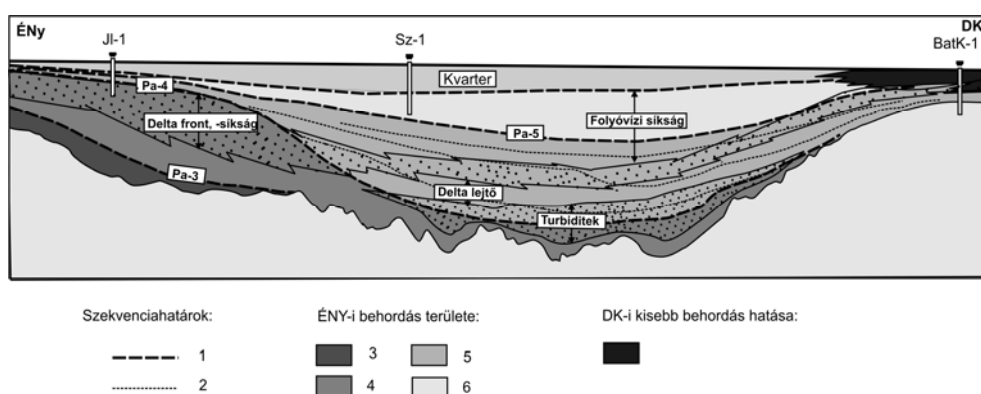 ÉNy
DK
Jl-1
Sz-1
BatK-1
Kvarter
Pa-4
Delta front, -síkság
Folyóvízi síkság
Pa-5
Pa-3
Delta lejtő
Turbiditek
Szekvenciahatárok:
ÉNY-i behordás területe:
DK-i kisebb behordás hatása:
1
3
5
2
4
6